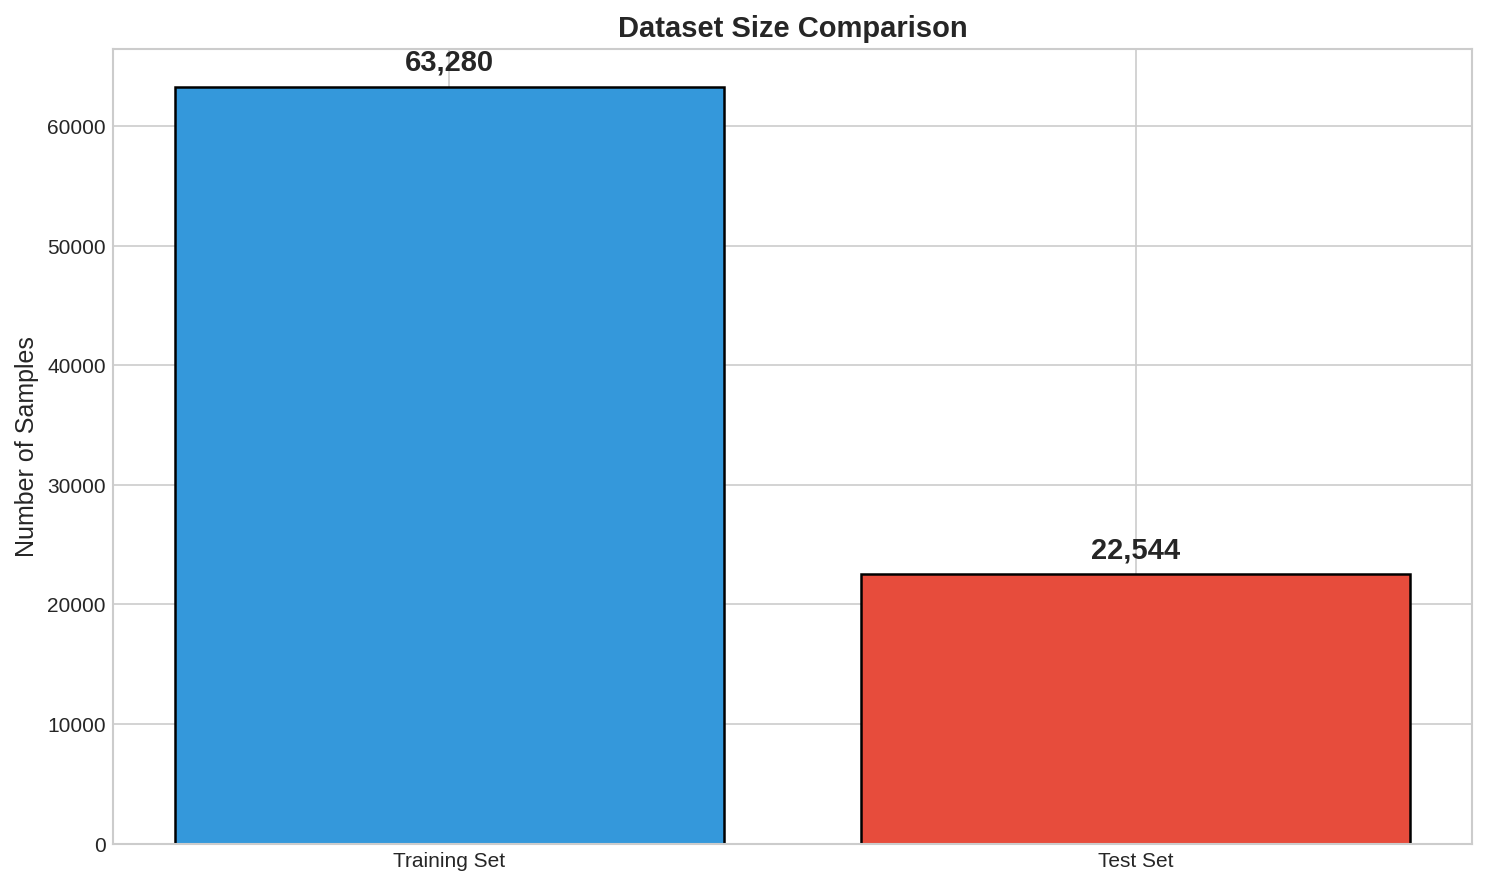 Dataset Size Comparison
63,280
60000
50000
40000
30000
22,544
20000
10000
0
Number of Samples
Training Set
Test Set